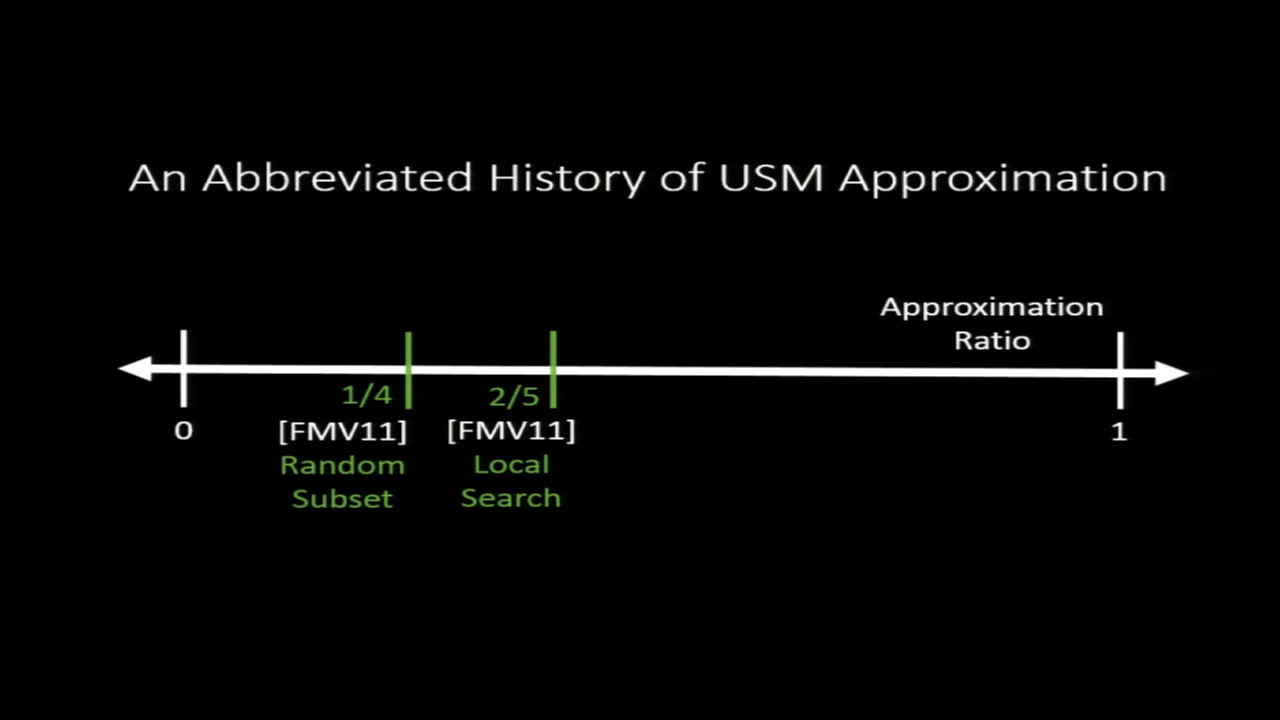 An Abbreviated History of USM Approximation
Approximation
Ratio
1/4
2/5
0
[FMV11]
[FMV11]
1
Random
Subset
Local
Search